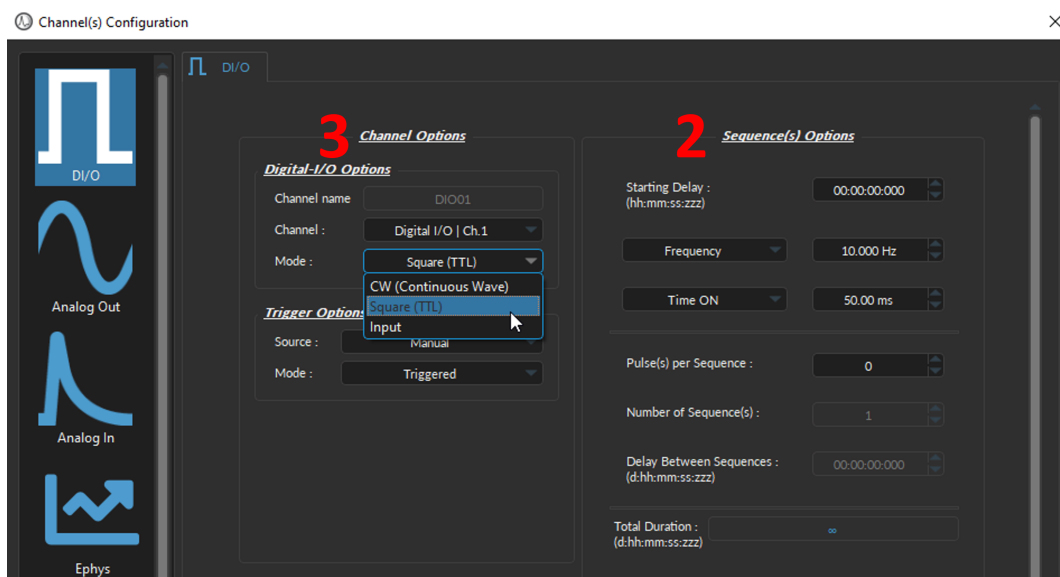 Channel(s) Configuration
DI/O
Analog Out
Analog In
Ephys
DI/O
3
Channel Options
Digital-I/O Options
Channel name DIO01
Channel : Digital I/O | Ch.1
Mode : Square (TTL)
CW (Continuous Wave)
Square (TTL)
Input
Trigger Options
Source : Manual
Mode : Triggered
2
Sequence(s) Options
Starting Delay : 00:00:00:000
(hh:mm:ss:zzz)
Frequency 10.000 Hz
Time ON 50.00 ms
Pulse(s) per Sequence : 0
Number of Sequence(s) : 1
Delay Between Sequences : 00:00:00:000
(d:hh:mm:ss:zzz)
Total Duration : ∞
(d:hh:mm:ss:zzz)